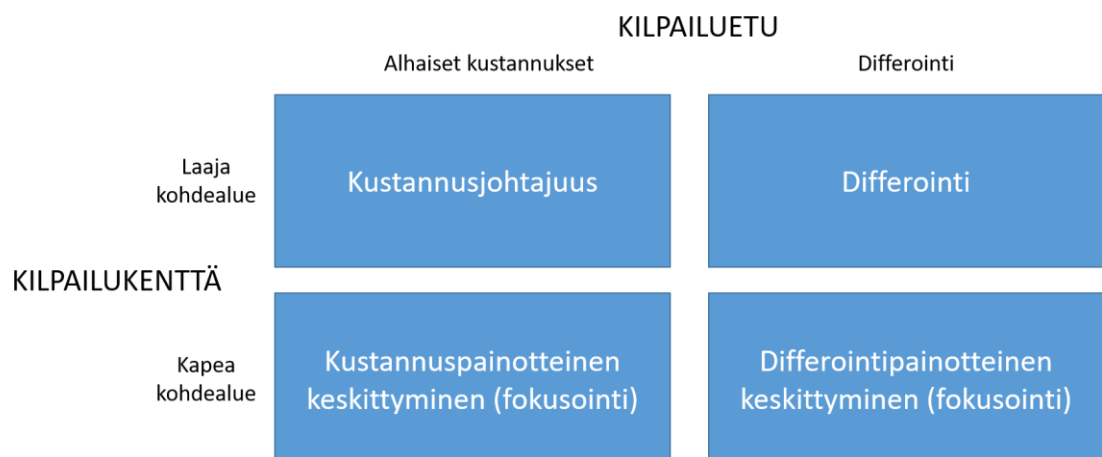 KILPAILUETU
Alhaiset kustannukset
Differointi
Laaja
kohdealue
Kustannusjohtajuus
Differointi
KILPAILUKENTTÄ
Kapea
kohdealue
Kustannuspainotteinen
keskittyminen (fokusointi)
Differointipainotteinen
keskittyminen (fokusointi)